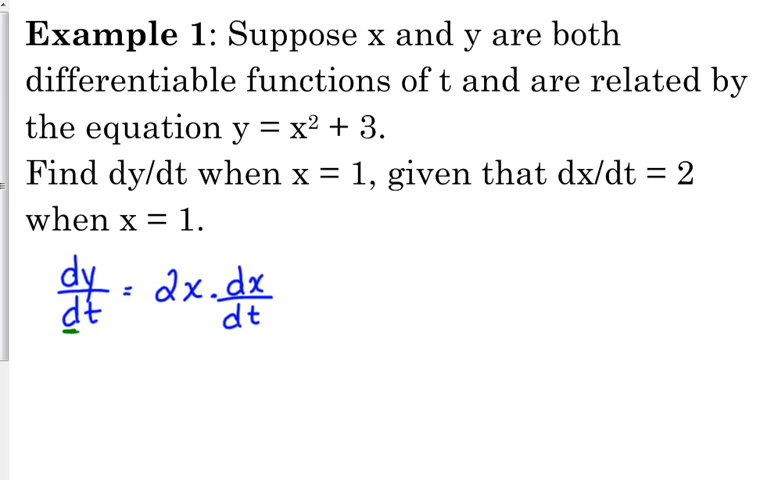 Example 1: Suppose x and y are both
differentiable functions of t and are related by
the equation y = x² + 3.
Find dy/dt when x = 1, given that dx/dt = 2
when x = 1.
dy/dt = 2x · dx/dt